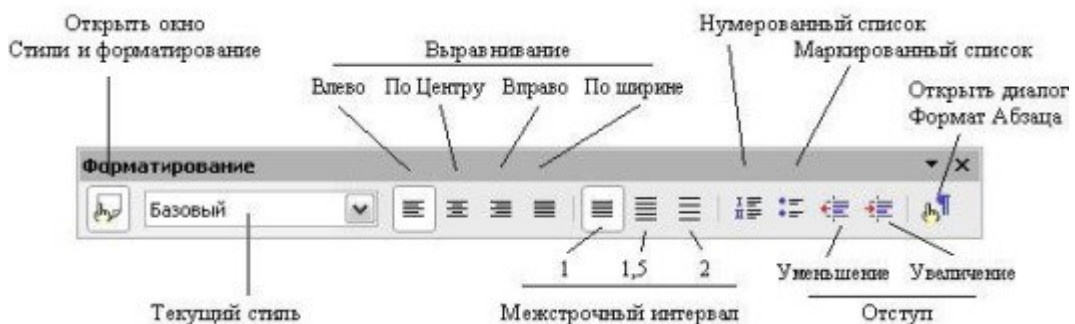 Открыть окно
Стили и форматирование
Выравнивание
Влево По Центру Вправо По ширине
Нумерованный список
Маркированный список
Открыть диалог
Формат Абзаца
Форматирование
Базовый
1 1,5 2
Уменьшение Увеличение
Текущий стиль
Межстрочный интервал
Отступ